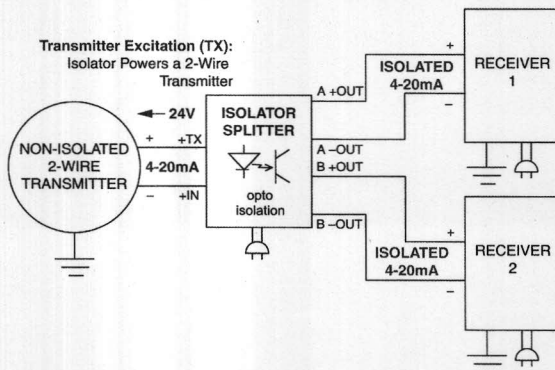 Transmitter Excitation (TX):
Isolator Powers a 2-Wire
Transmitter
24V
NON-ISOLATED
2-WIRE
TRANSMITTER
+
+TX
4-20mA
–
+IN
ISOLATOR
SPLITTER
opto
isolation
A +OUT
A –OUT
B +OUT
B –OUT
+
ISOLATED
4-20mA
–
RECEIVER
1
+
ISOLATED
4-20mA
–
RECEIVER
2